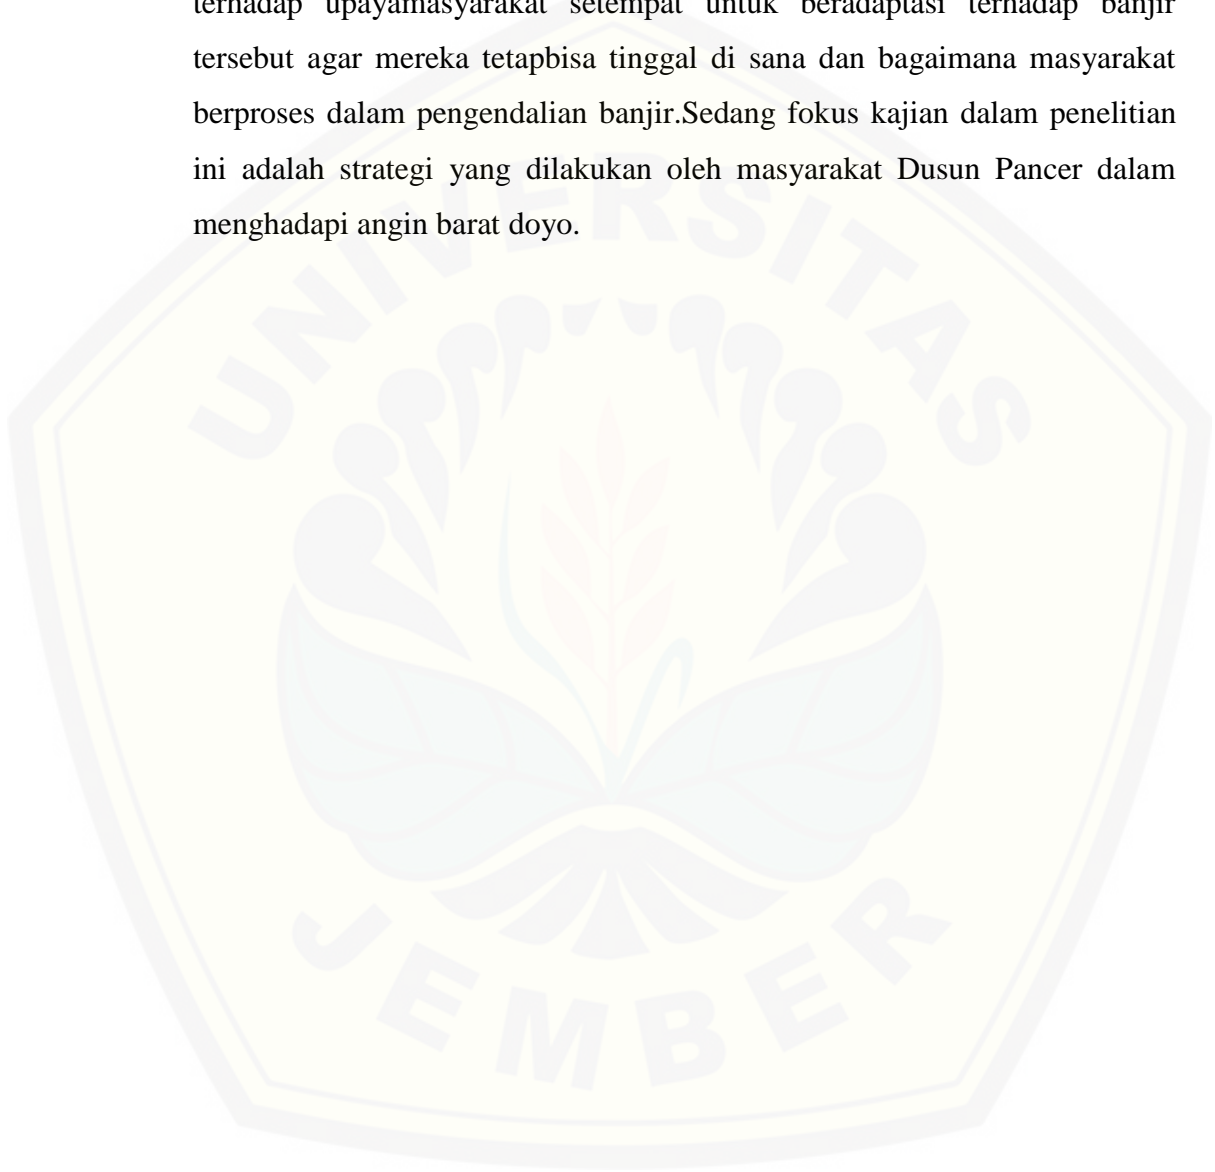 terhadap upayamasyarakat setempat untuk beradaptasi terhadap banjir
tersebut agar mereka tetapbisa tinggal di sana dan bagaimana masyarakat
berproses dalam pengendalian banjir.Sedang fokus kajian dalam penelitian
ini adalah strategi yang dilakukan oleh masyarakat Dusun Pancer dalam
menghadapi angin barat doyo.
UNIVERSITAS
JEMBER